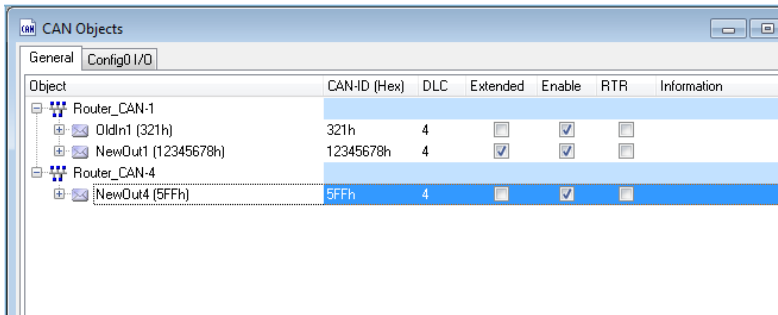 CAN CAN Objects
General Config0 I/O
Object CAN-ID (Hex) DLC Extended Enable RTR Information
Router_CAN-1
OldIn1 (321h) 321h 4
NewOut1 (12345678h) 12345678h 4
Router_CAN-4
NewOut4 (5FFh) 5FFh 4